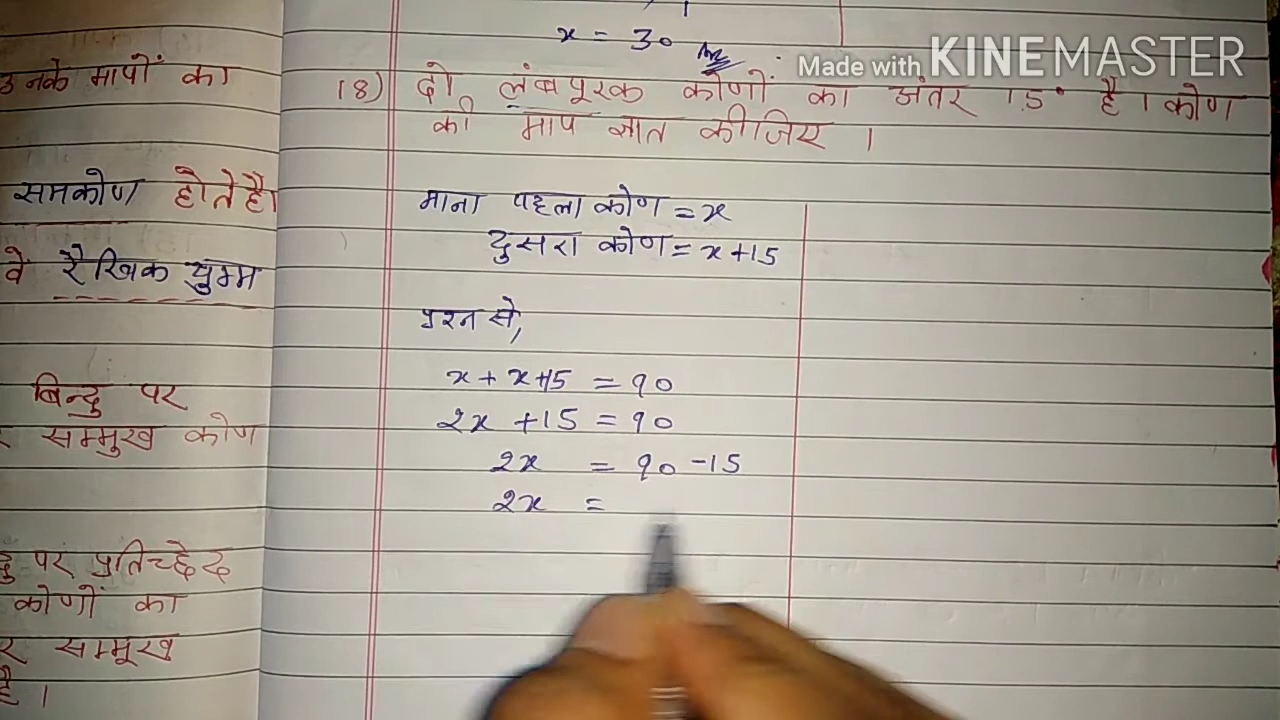 उनके मापों का
समकोण होते है।
वे रैखिक युग्म
बिन्दु पर
सम्मुख कोण
पर प्रतिच्छेद
कोणों का
सम्मुख
है।
x = 30 Ans
Made with KINEMASTER
18) दो लंबपूरक कोणों का अंतर 15° है। कोण
की माप ज्ञात कीजिए।
माना पहला कोण = x
दुसरा कोण = x+15
प्रश्न से,
x + x+15 = 90
2x +15 = 90
2x = 90 -15
2x =